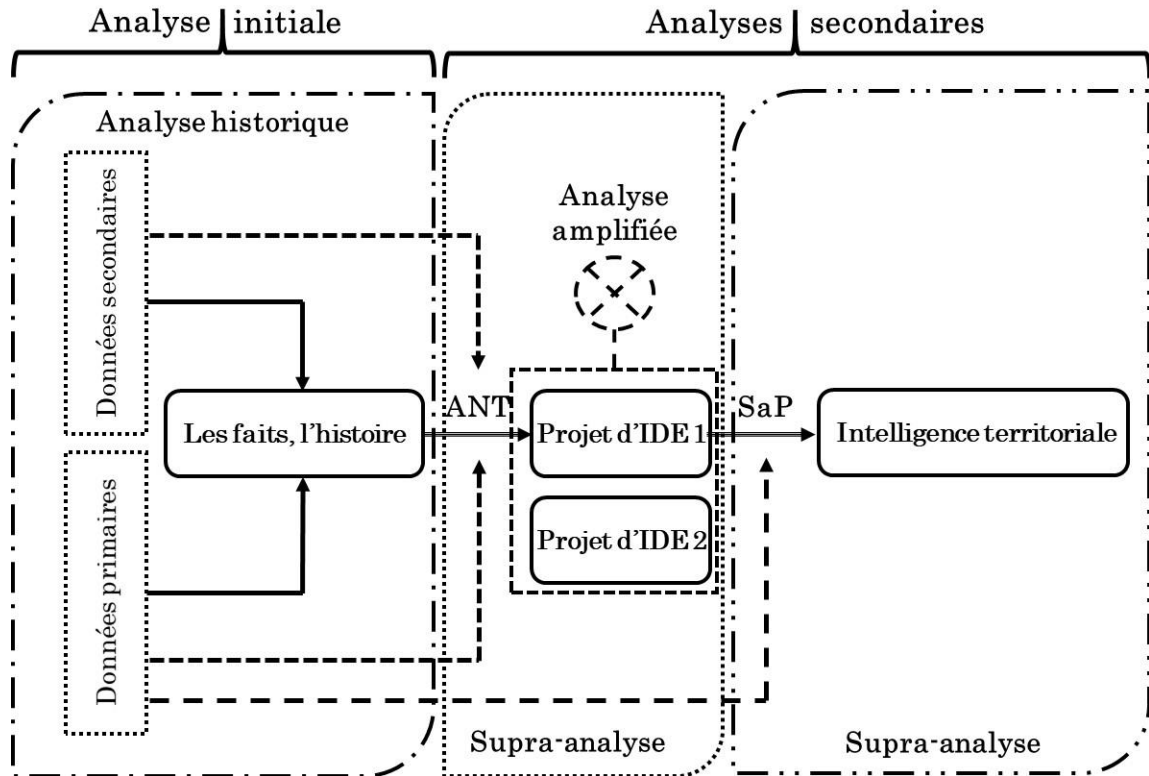 Analyse initiale
Analyses secondaires
Analyse historique
Données secondaires
Données primaires
Les faits, l'histoire
ANT
Analyse
amplifiée
Projet d'IDE 1
Projet d'IDE 2
SaP
Intelligence territoriale
Supra-analyse
Supra-analyse